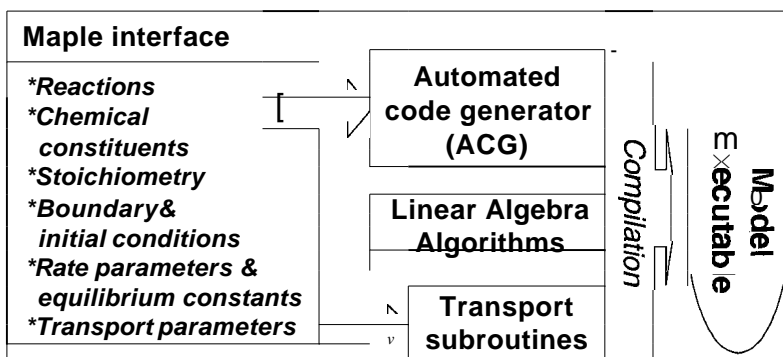 Maple interface
*Reactions
*Chemical
constituents
*Stoichiometry
*Boundary&
initial conditions
*Rate parameters &
equilibrium constants
*Transport parameters
Automated
code generator
(ACG)
Linear Algebra
Algorithms
Transport
subroutines
Compilation
Model
Executable